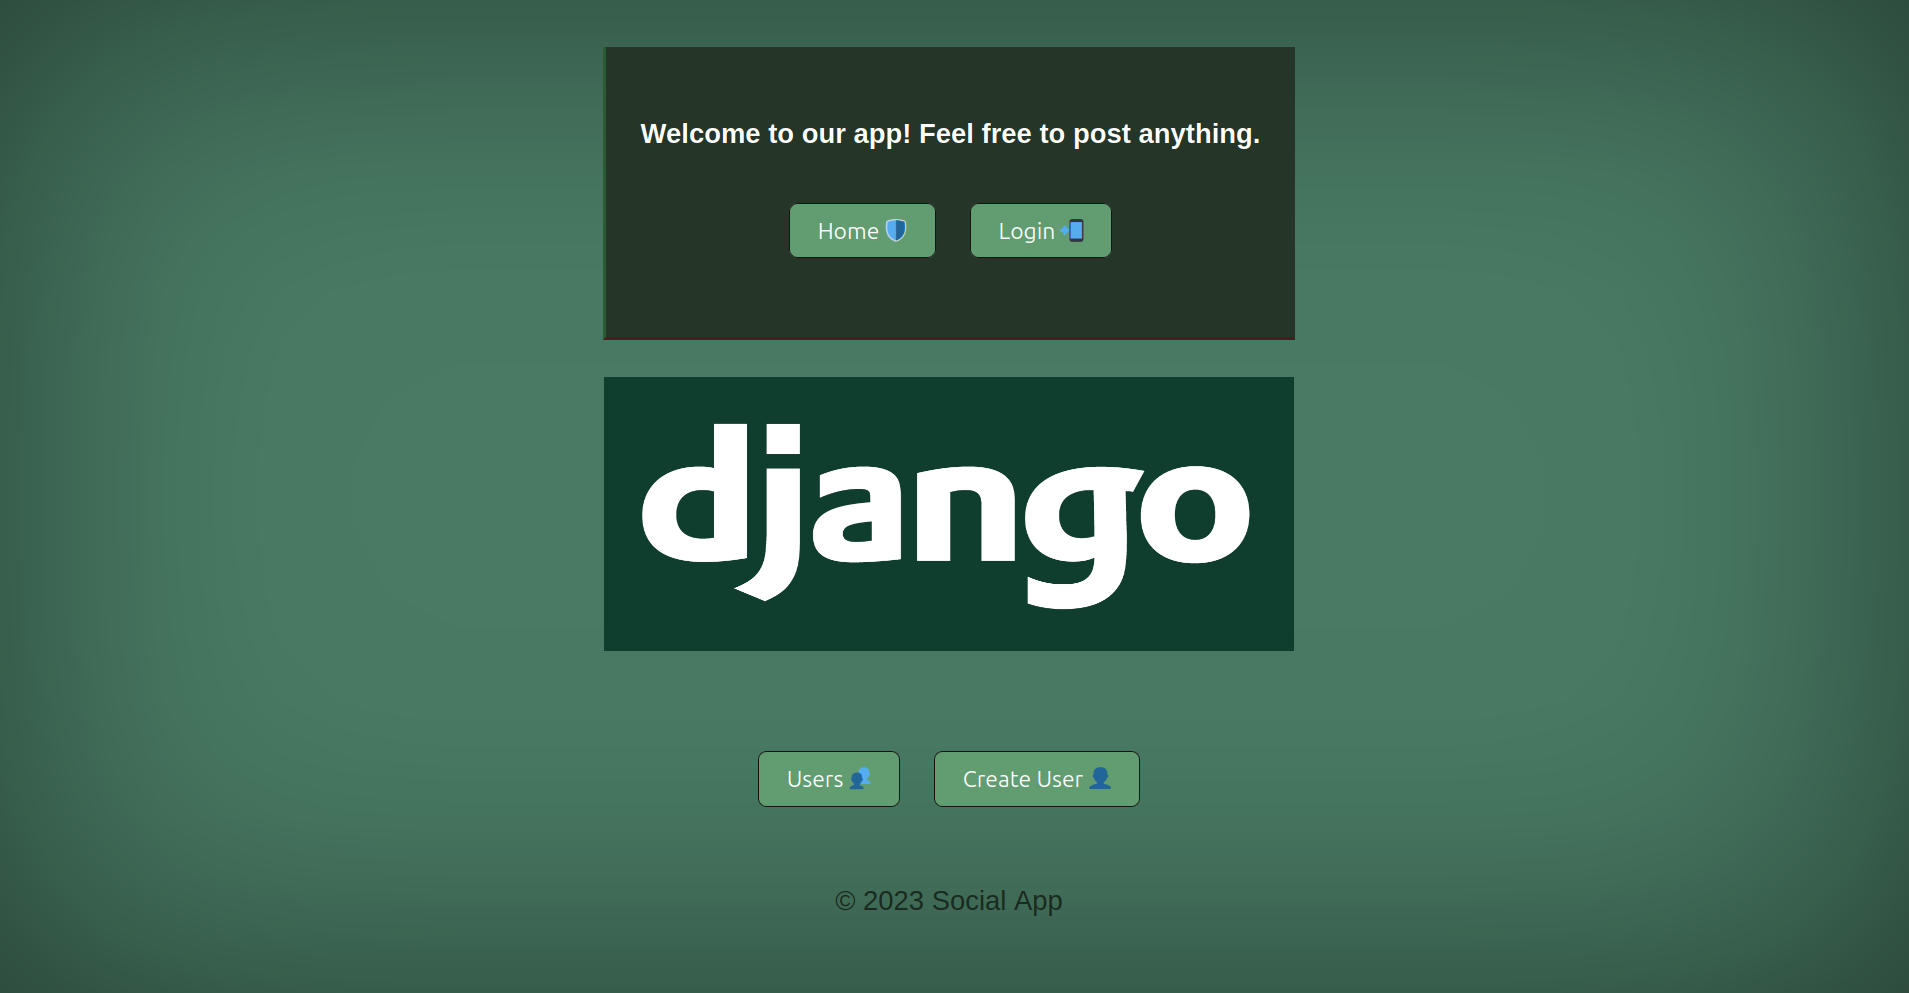 Welcome to our app! Feel free to post anything.
Home
Login
django
Users
Create User
© 2023 Social App